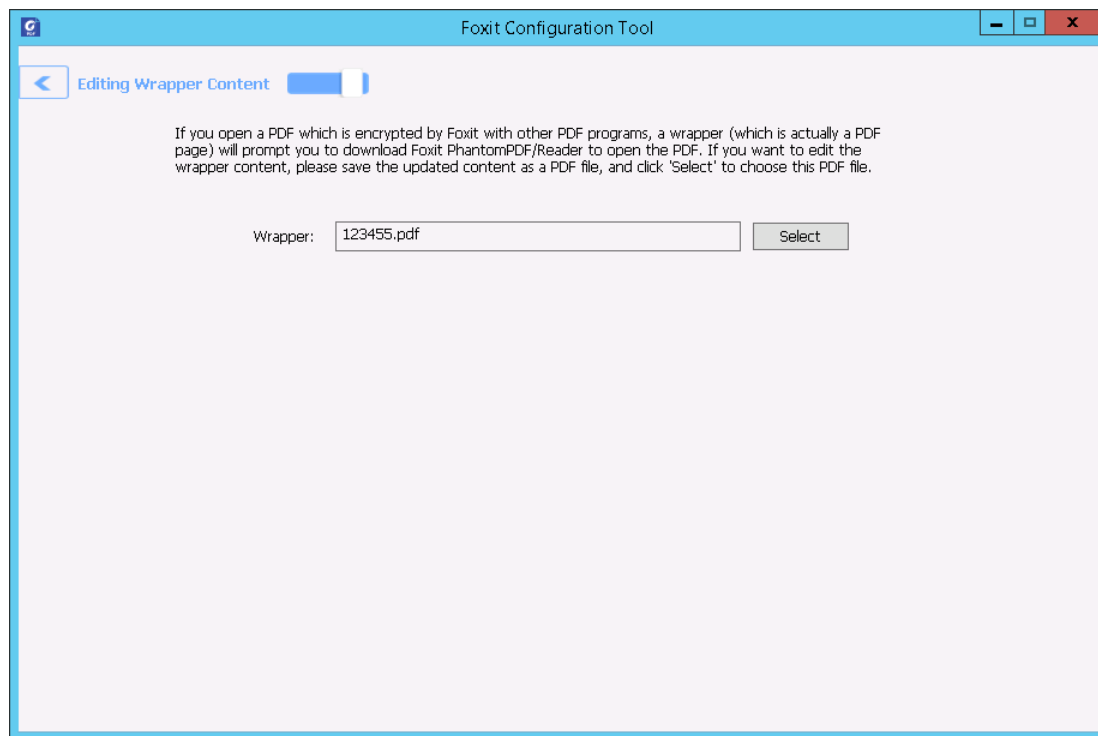 Foxit Configuration Tool
Editing Wrapper Content
If you open a PDF which is encrypted by Foxit with other PDF programs, a wrapper (which is actually a PDF
page) will prompt you to download Foxit PhantomPDF/Reader to open the PDF. If you want to edit the
wrapper content, please save the updated content as a PDF file, and click 'Select' to choose this PDF file.
Wrapper: 123455.pdf Select